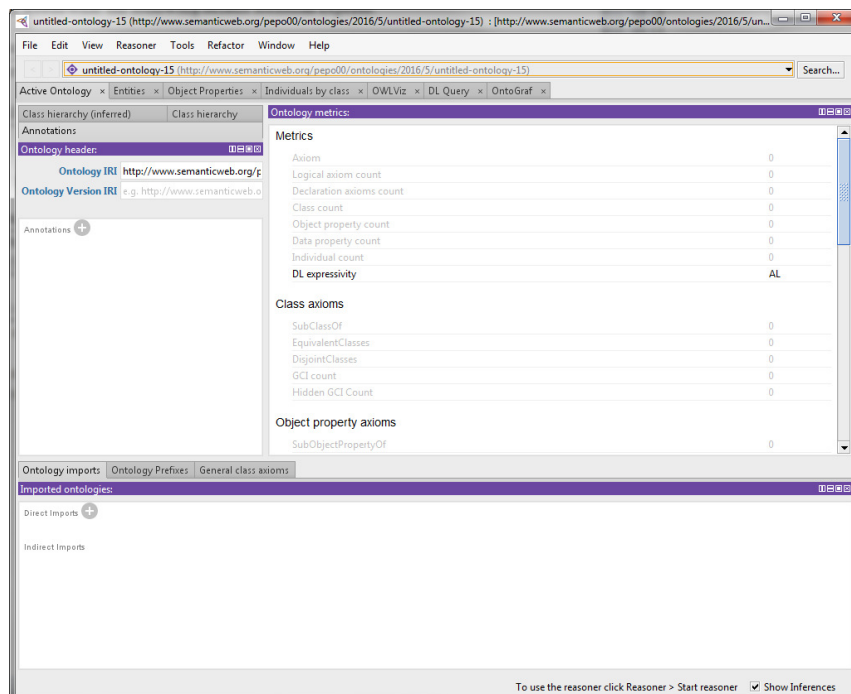 untitled-ontology-15 (http://www.semanticweb.org/pepo00/ontologies/2016/5/untitled-ontology-15) : [http://www.semanticweb.org/pepo00/ontologies/2016/5/un...
File Edit View Reasoner Tools Refactor Window Help
untitled-ontology-15 (http://www.semanticweb.org/pepo00/ontologies/2016/5/untitled-ontology-15) Search...
Active Ontology × Entities × Object Properties × Individuals by class × OWLViz × DL Query × OntoGraf ×
Class hierarchy (inferred) Class hierarchy
Annotations
Ontology header:
Ontology IRI http://www.semanticweb.org/p
Ontology Version IRI e.g. http://www.semanticweb.o
Annotations
Ontology metrics:
Metrics
Axiom 0
Logical axiom count 0
Declaration axioms count 0
Class count 0
Object property count 0
Data property count 0
Individual count 0
DL expressivity AL
Class axioms
SubClassOf 0
EquivalentClasses 0
DisjointClasses 0
GCI count 0
Hidden GCI Count 0
Object property axioms
SubObjectPropertyOf 0
Ontology imports Ontology Prefixes General class axioms
Imported ontologies:
Direct Imports
Indirect Imports
To use the reasoner click Reasoner > Start reasoner Show Inferences